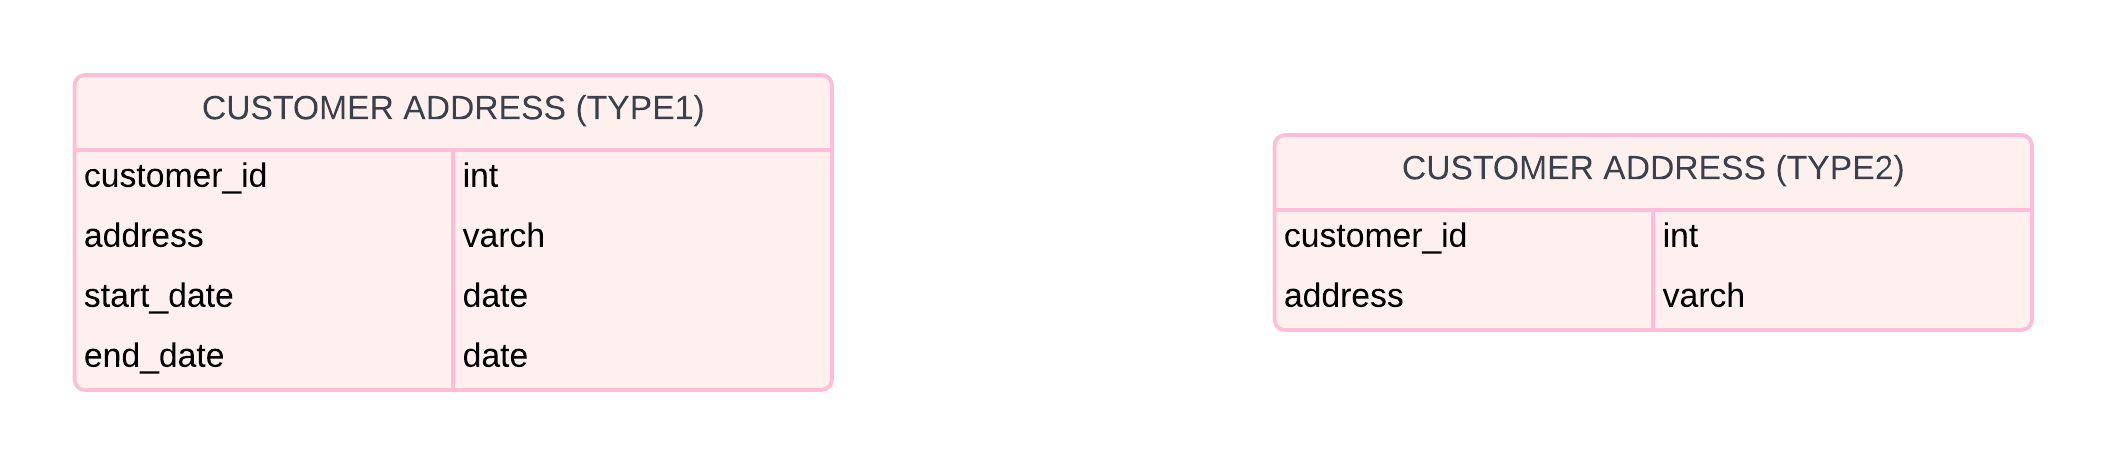 CUSTOMER ADDRESS (TYPE1)
customer_id int
address varch
start_date date
end_date date
CUSTOMER ADDRESS (TYPE2)
customer_id int
address varch